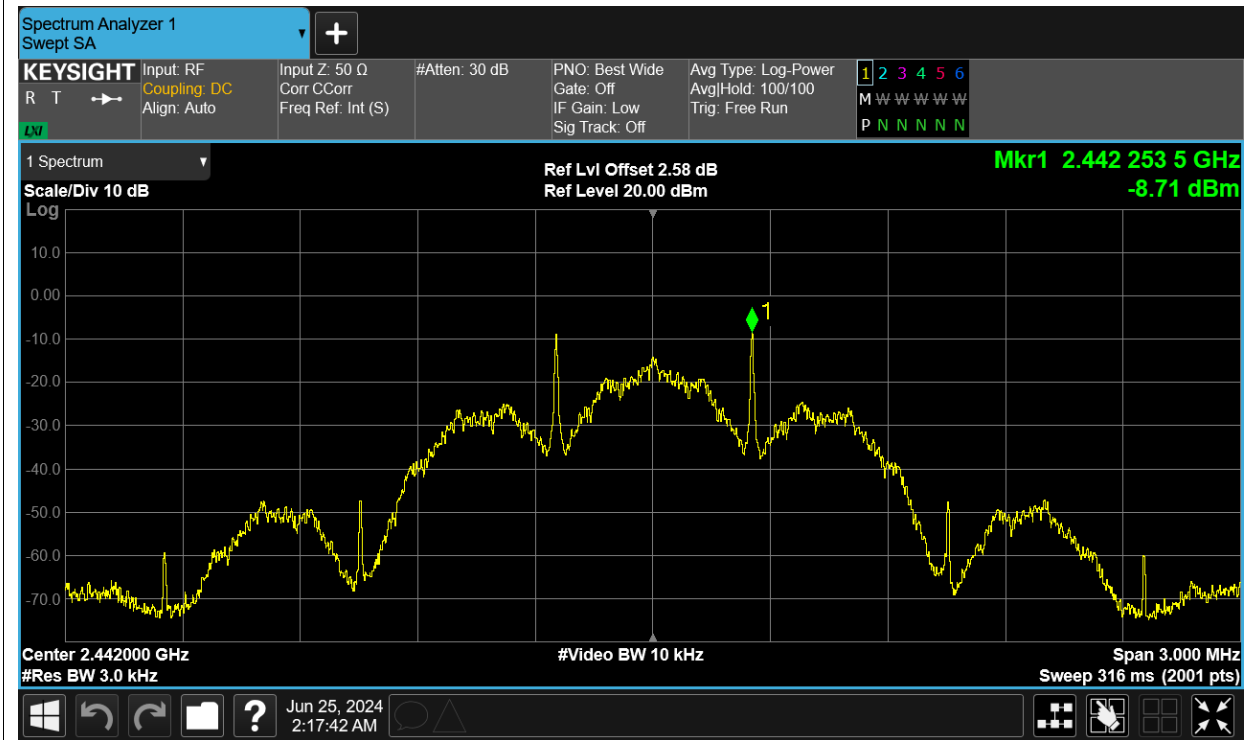 Spectrum Analyzer 1
Swept SA
KEYSIGHT
R T
LXI
Input: RF
Coupling: DC
Align: Auto
Input Z: 50 Ω
Corr CCorr
Freq Ref: Int (S)
#Atten: 30 dB
PNO: Best Wide
Gate: Off
IF Gain: Low
Sig Track: Off
Avg Type: Log-Power
Avg|Hold: 100/100
Trig: Free Run
1 2 3 4 5 6
M W W W W W
P N N N N N
1 Spectrum
Scale/Div 10 dB
Log
Ref Lvl Offset 2.58 dB
Ref Level 20.00 dBm
Mkr1 2.442 253 5 GHz
-8.71 dBm
10.0
0.00
1
-10.0
-20.0
-30.0
-40.0
-50.0
-60.0
-70.0
Center 2.442000 GHz
#Video BW 10 kHz
Span 3.000 MHz
#Res BW 3.0 kHz
Sweep 316 ms (2001 pts)
?
Jun 25, 2024
2:17:42 AM